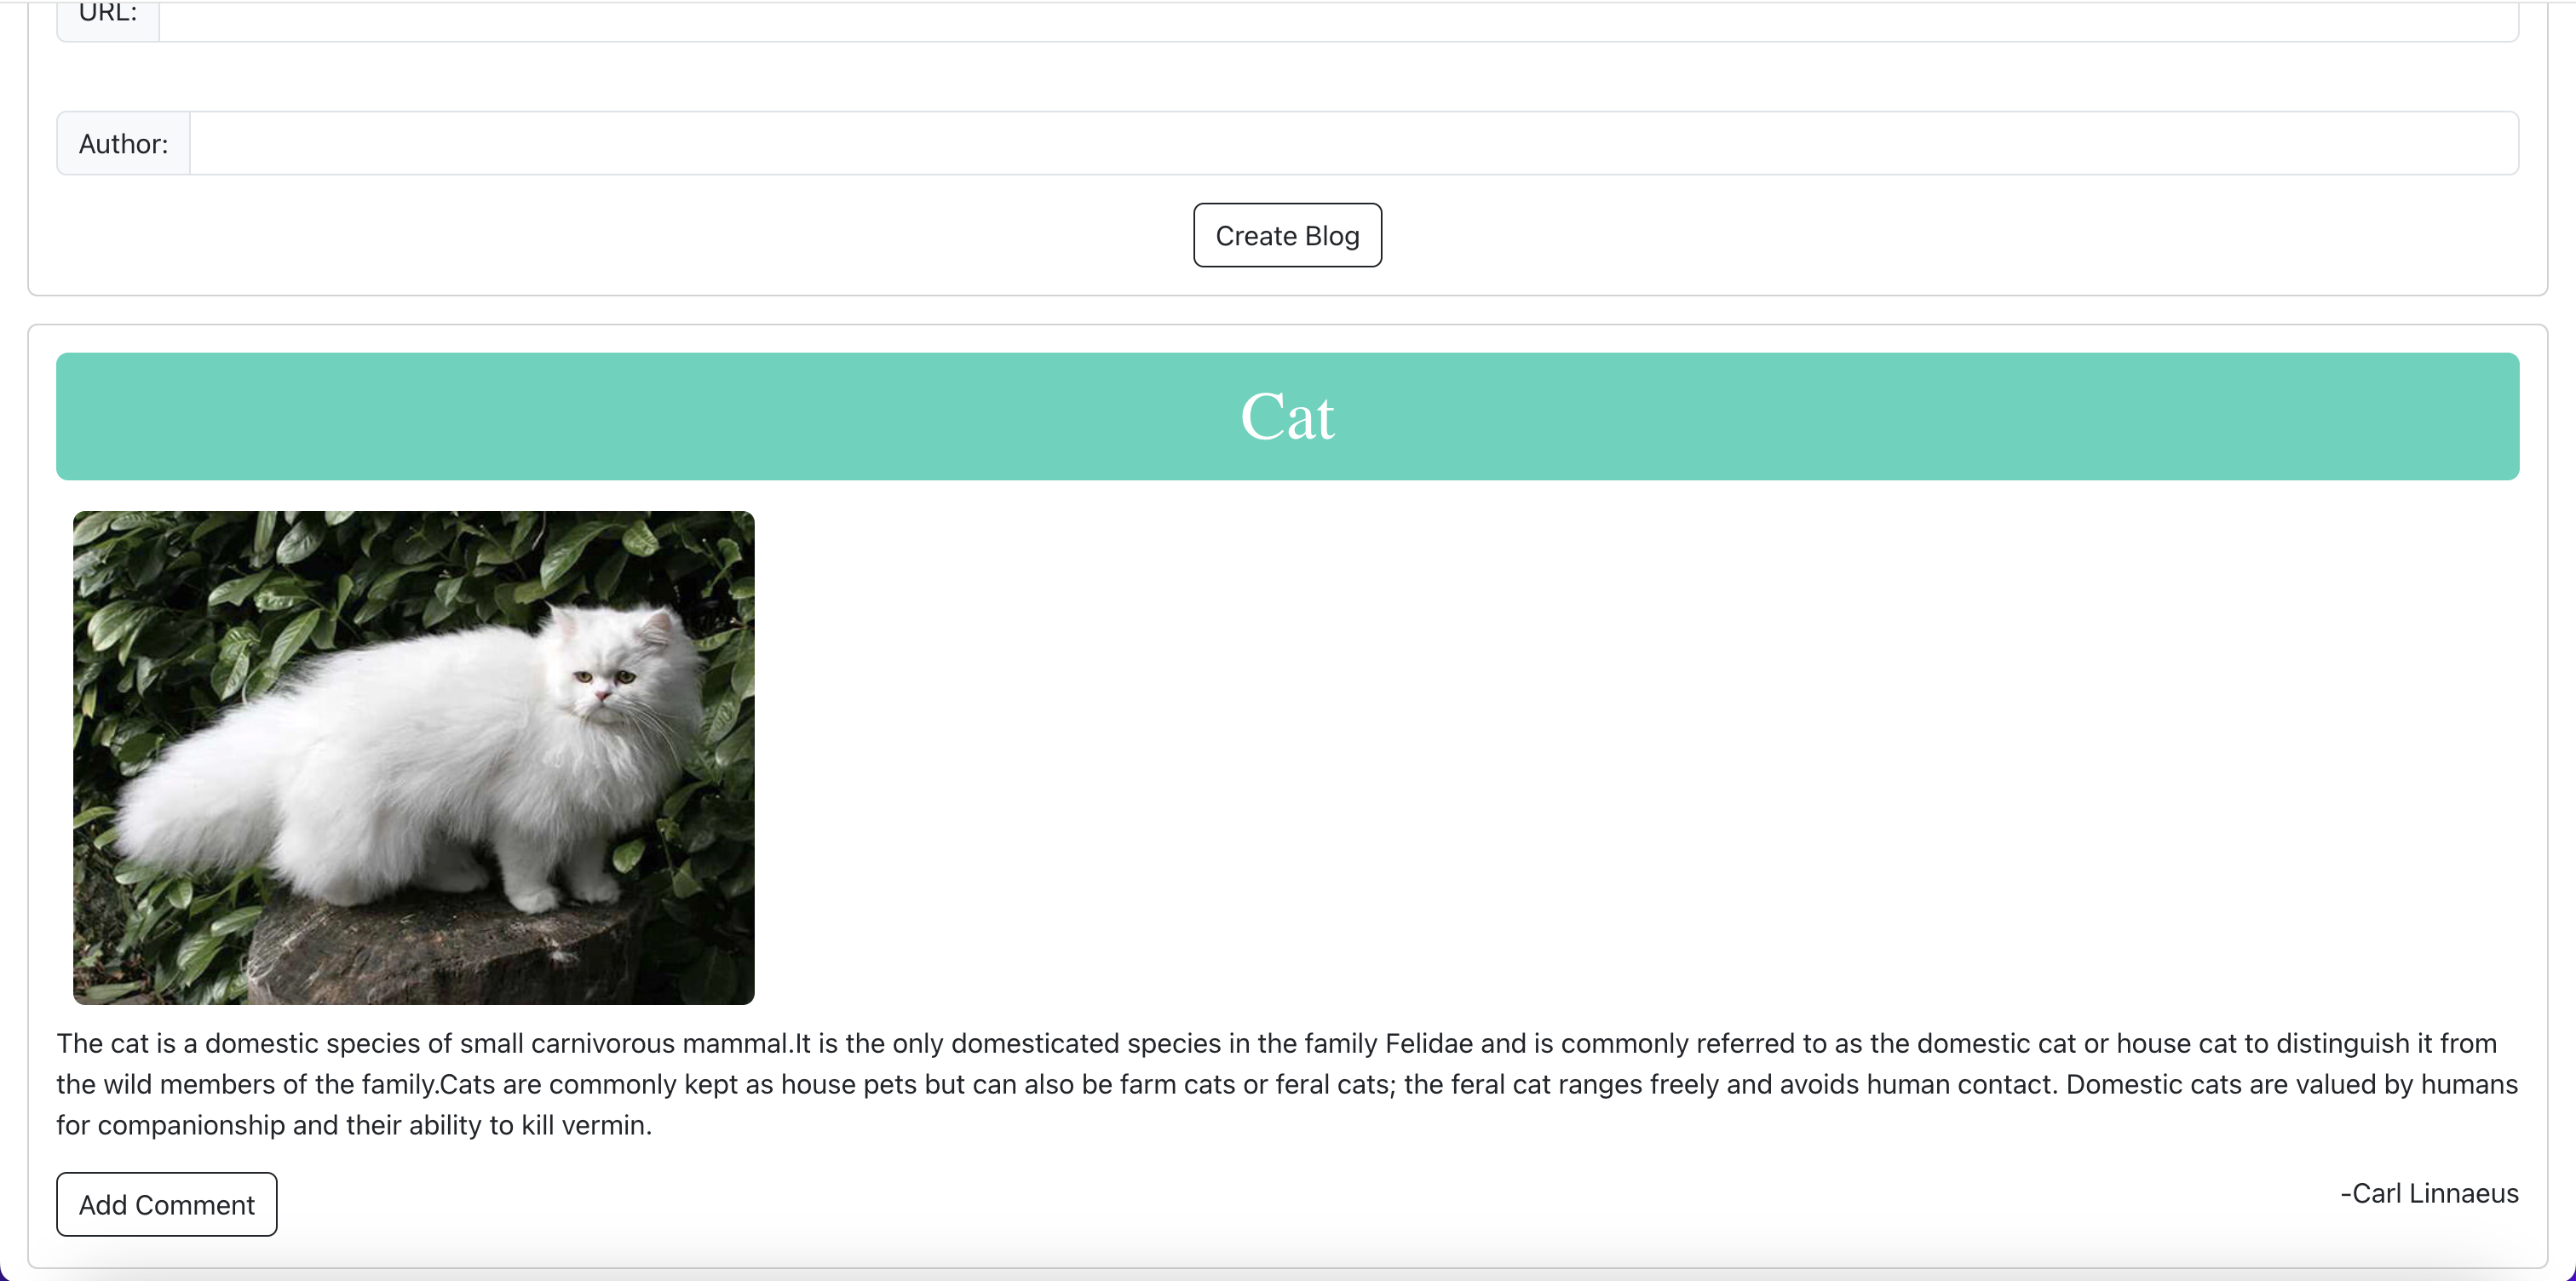 URL:
Author:
Create Blog
Cat
The cat is a domestic species of small carnivorous mammal.It is the only domesticated species in the family Felidae and is commonly referred to as the domestic cat or house cat to distinguish it from
the wild members of the family.Cats are commonly kept as house pets but can also be farm cats or feral cats; the feral cat ranges freely and avoids human contact. Domestic cats are valued by humans
for companionship and their ability to kill vermin.
Add Comment
-Carl Linnaeus